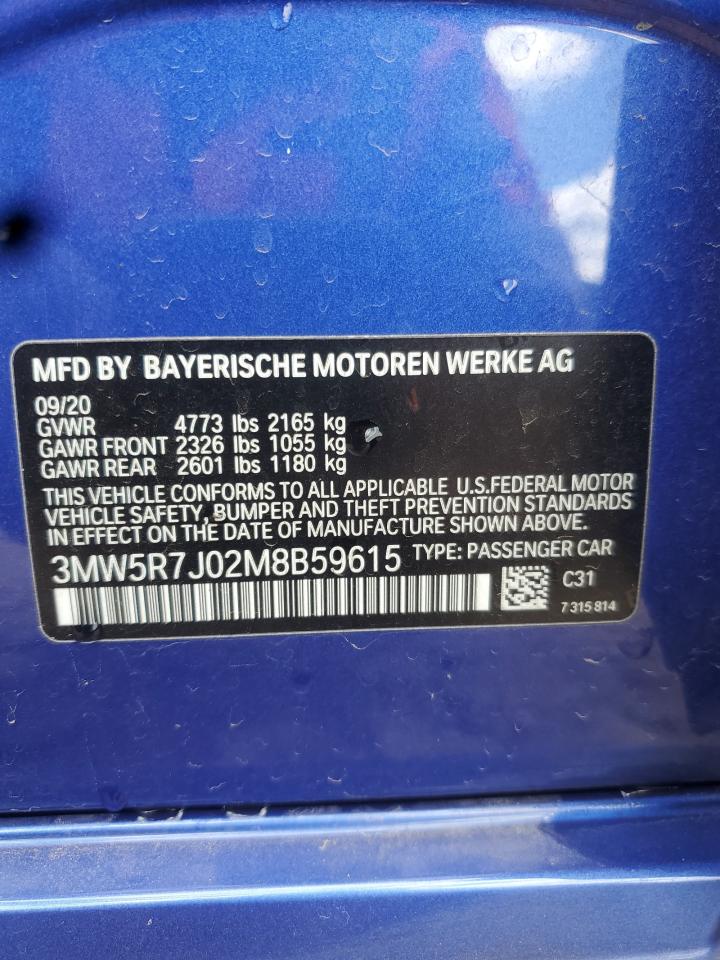 MFD BY BAYERISCHE MOTOREN WERKE AG
09/20
GVWR 4773 lbs 2165 kg
GAWR FRONT 2326 lbs 1055 kg
GAWR REAR 2601 lbs 1180 kg
THIS VEHICLE CONFORMS TO ALL APPLICABLE U.S.FEDERAL MOTOR
VEHICLE SAFETY, BUMPER AND THEFT PREVENTION STANDARDS
IN EFFECT ON THE DATE OF MANUFACTURE SHOWN ABOVE.
3MW5R7J02M8B59615 TYPE: PASSENGER CAR
C31
7 315 814